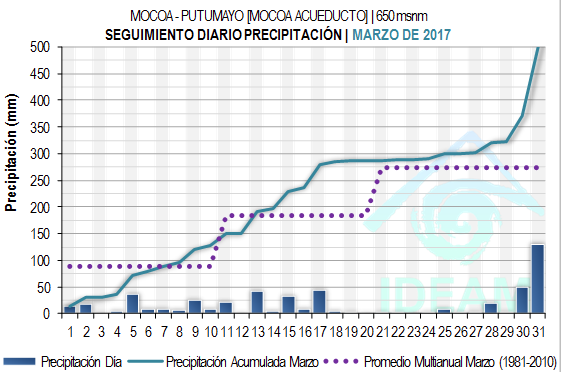 MOCOA - PUTUMAYO [MOCOA ACUEDUCTO] | 650 msnm
SEGUIMIENTO DIARIO PRECIPITACIÓN | MARZO DE 2017
Precipitación (mm)
500
450
400
350
300
250
200
150
100
50
0
1 2 3 4 5 6 7 8 9 10 11 12 13 14 15 16 17 18 19 20 21 22 23 24 25 26 27 28 29 30 31
IDEAM
Precipitación Dia Precipitación Acumulada Marzo Promedio Multianual Marzo (1981-2010)